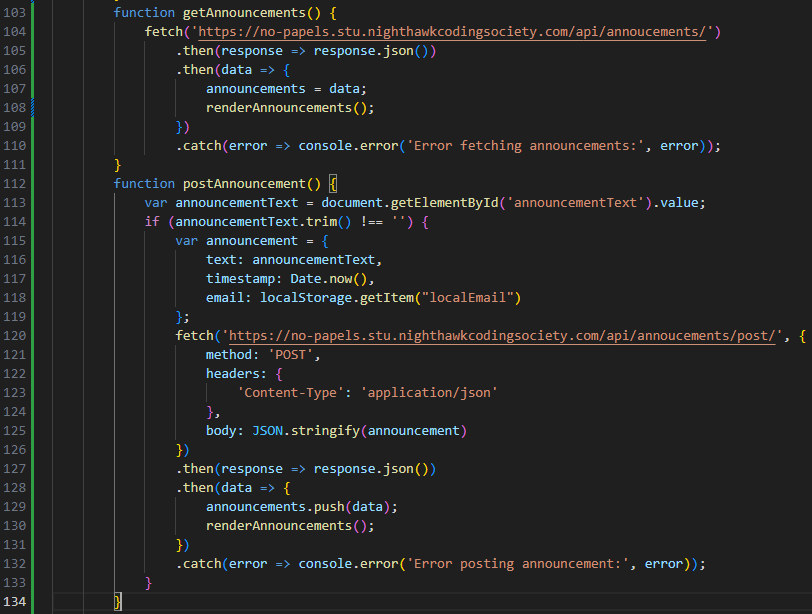 103 function getAnnouncements() {
104 fetch('https://no-papels.stu.nighthawkcodingsociety.com/api/annoucements/')
105 .then(response => response.json())
106 .then(data => {
107 announcements = data;
108 renderAnnouncements();
109 })
110 .catch(error => console.error('Error fetching announcements:', error));
111 }
112 function postAnnouncement() {
113 var announcementText = document.getElementById('announcementText').value;
114 if (announcementText.trim() !== '') {
115 var announcement = {
116 text: announcementText,
117 timestamp: Date.now(),
118 email: localStorage.getItem("localEmail")
119 };
120 fetch('https://no-papels.stu.nighthawkcodingsociety.com/api/annoucements/post/', {
121 method: 'POST',
122 headers: {
123 'Content-Type': 'application/json'
124 },
125 body: JSON.stringify(announcement)
126 })
127 .then(response => response.json())
128 .then(data => {
129 announcements.push(data);
130 renderAnnouncements();
131 })
132 .catch(error => console.error('Error posting announcement:', error));
133 }
134 }